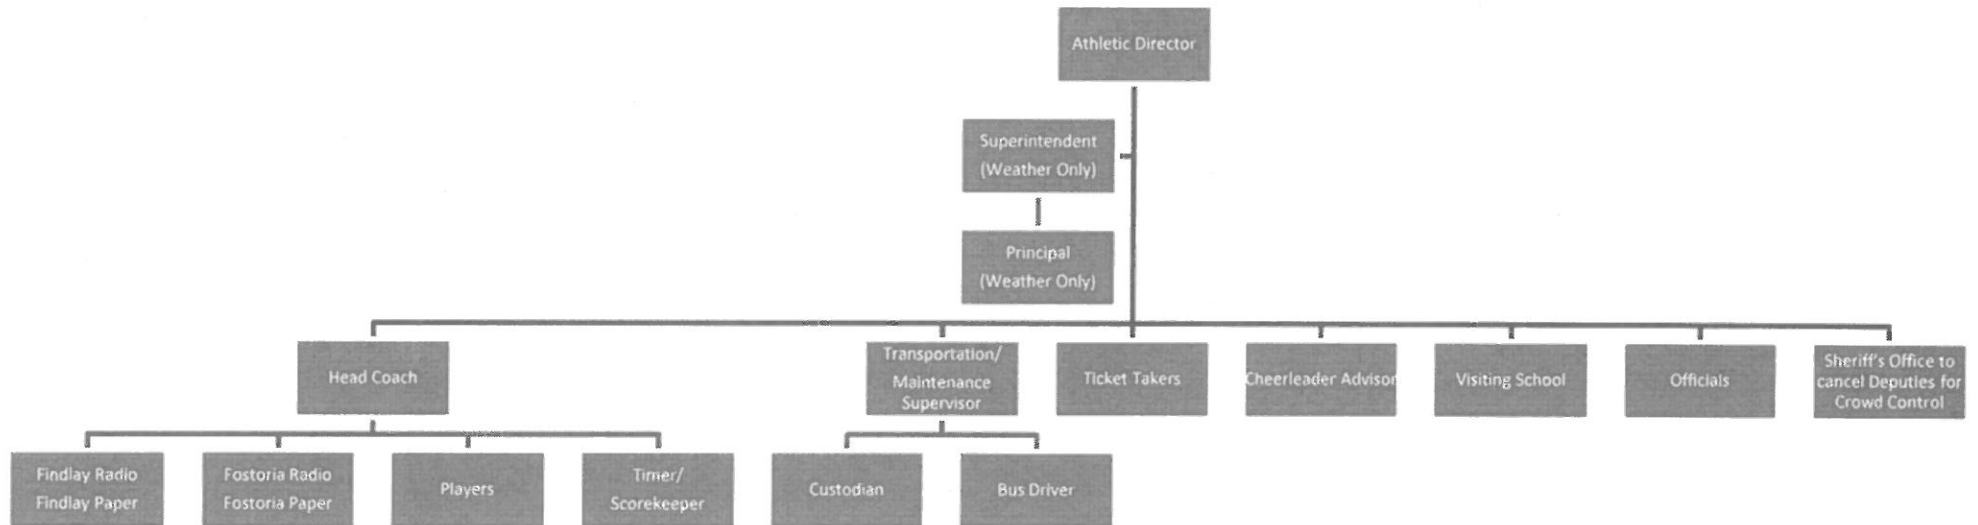 Athletic Director
Superintendent
(Weather Only)
Principal
(Weather Only)
Head Coach
Transportation/
Maintenance
Supervisor
Ticket Takers
Cheerleader Advisor
Visiting School
Officials
Sheriff's Office to
cancel Deputies for
Crowd Control
Findlay Radio
Findlay Paper
Fostoria Radio
Fostoria Paper
Players
Timer/
Scorekeeper
Custodian
Bus Driver